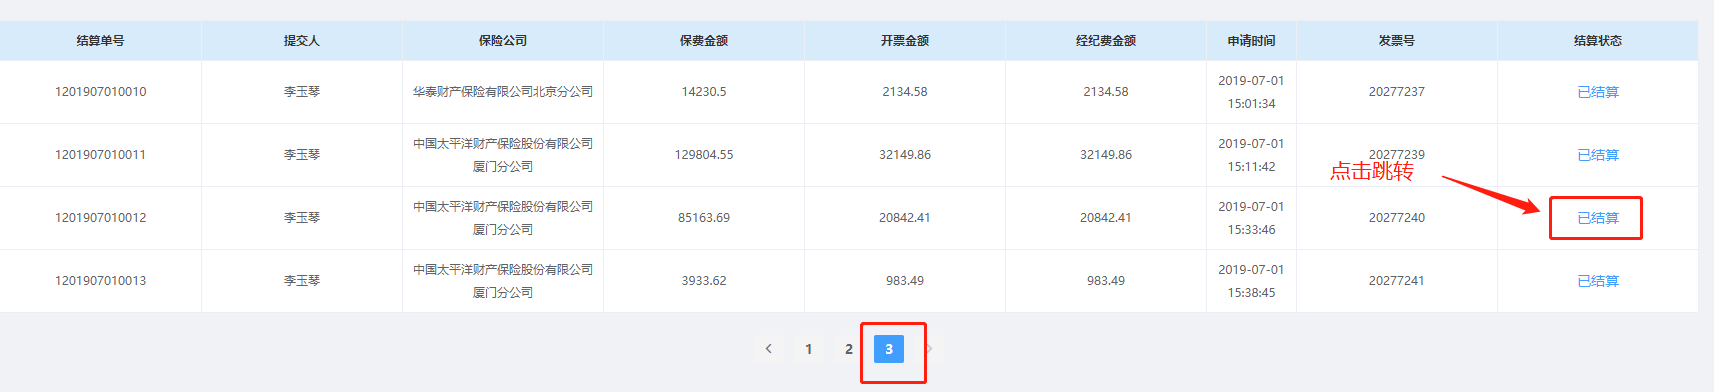 结算单号 提交人 保险公司 保费金额 开票金额 经纪费金额 申请时间 发票号 结算状态
1201907010010 李玉琴 华泰财产保险有限公司北京分公司 14230.5 2134.58 2134.58 2019-07-01 15:01:34 20277237 已结算
1201907010011 李玉琴 中国太平洋财产保险股份有限公司厦门分公司 129804.55 32149.86 32149.86 2019-07-01 15:11:42 20277239 已结算
点击跳转
1201907010012 李玉琴 中国太平洋财产保险股份有限公司厦门分公司 85163.69 20842.41 20842.41 2019-07-01 15:33:46 20277240 已结算
1201907010013 李玉琴 中国太平洋财产保险股份有限公司厦门分公司 3933.62 983.49 983.49 2019-07-01 15:38:45 20277241 已结算
1 2 3